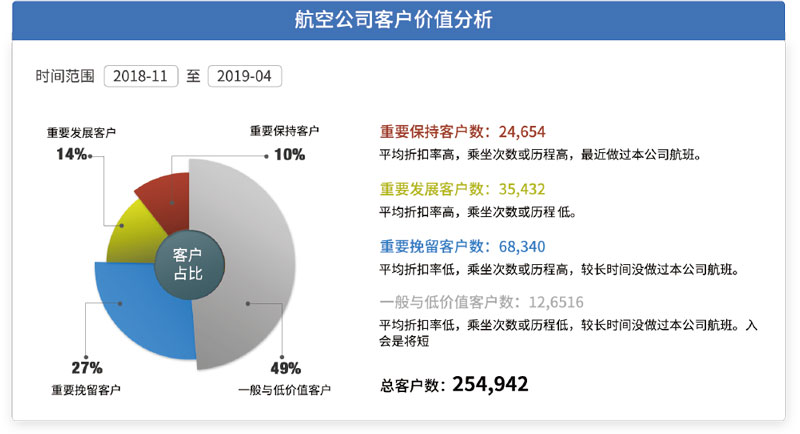 航空公司客户价值分析
时间范围 2018-11 至 2019-04
重要发展客户
14%
重要保持客户
10%
客户
占比
27%
重要挽留客户
49%
一般与低价值客户
重要保持客户数：24,654
平均折扣率高，乘坐次数或历程高，最近做过本公司航班。
重要发展客户数：35,432
平均折扣率高，乘坐次数或历程 低。
重要挽留客户数：68,340
平均折扣率低，乘坐次数或历程高，较长时间没做过本公司航班。
一般与低价值客户数：12,6516
平均折扣率低，乘坐次数或历程低，较长时间没做过本公司航班。入
会是将短
总客户数：254,942